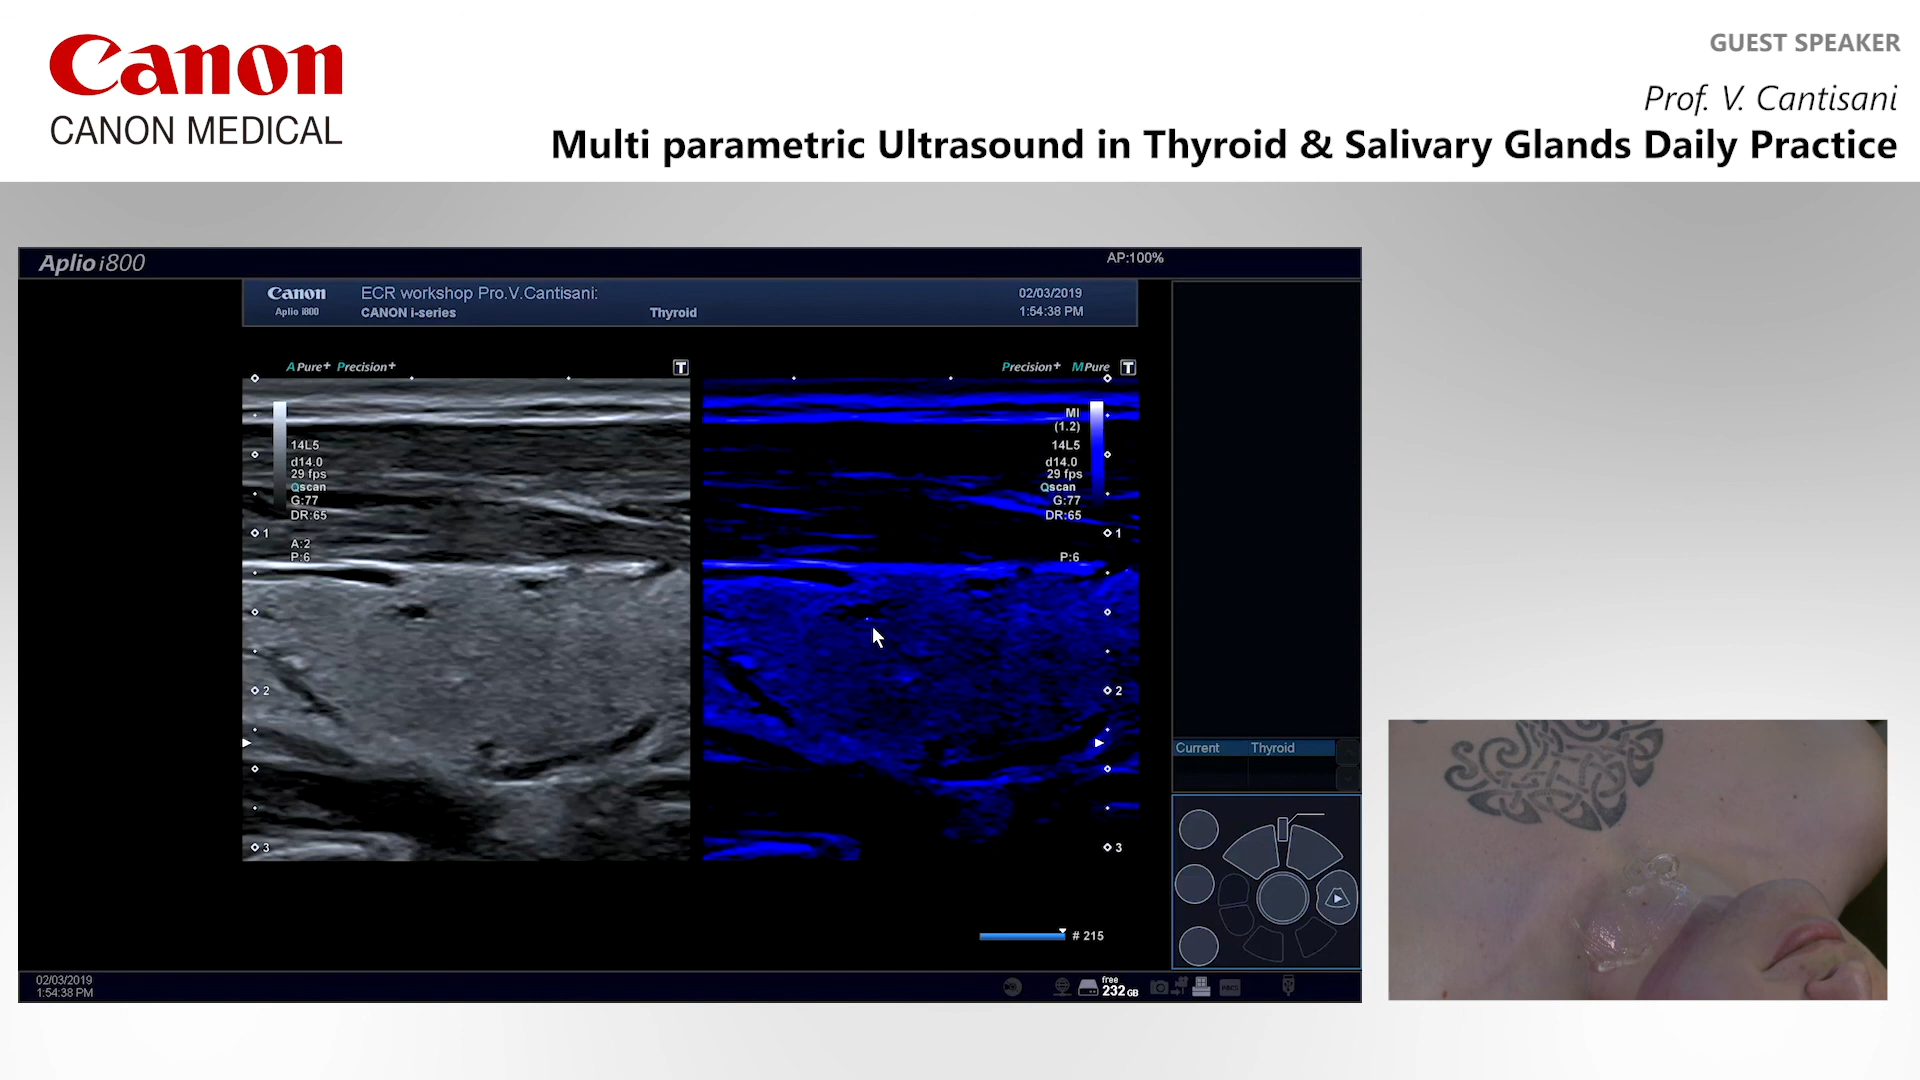 Canon
CANON MEDICAL
GUEST SPEAKER
Prof. V. Cantisani
Multi parametric Ultrasound in Thyroid & Salivary Glands Daily Practice
Aplio i800
AP:100%
Canon
Aplio i800
ECR workshop Pro.V.Cantisani:
CANON i-series
Thyroid
02/03/2019
1:54:38 PM
A Pure+ Precision+
T
14L5
d14.0
29 fps
Qscan
G:77
DR:65
A:2
P:6
1
2
3
Precision+ M Pure
T
MI
(1.2)
14L5
d14.0
29 fps
Qscan
G:77
DR:65
P:6
1
2
3
# 215
Current Thyroid
02/03/2019
1:54:38 PM
free
232 GB